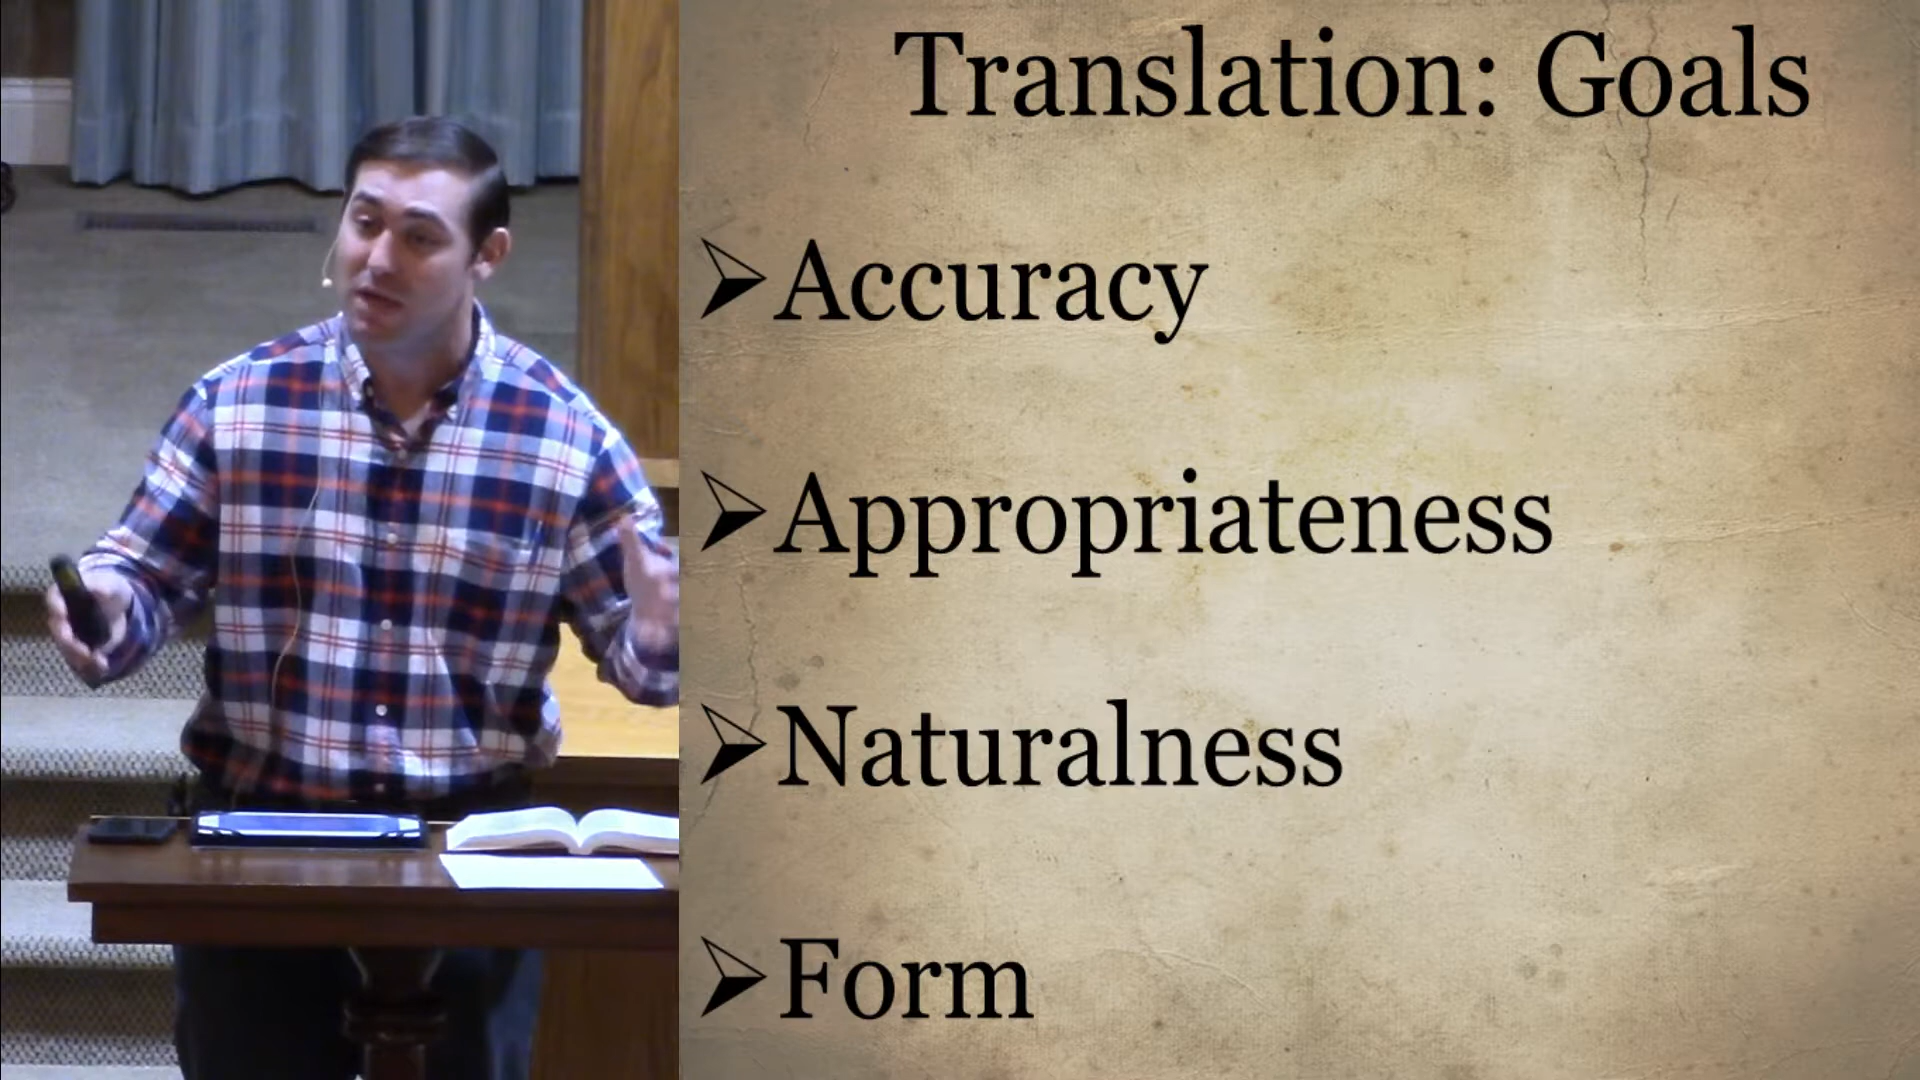 Translation: Goals
➢Accuracy
➢Appropriateness
➢Naturalness
➢Form